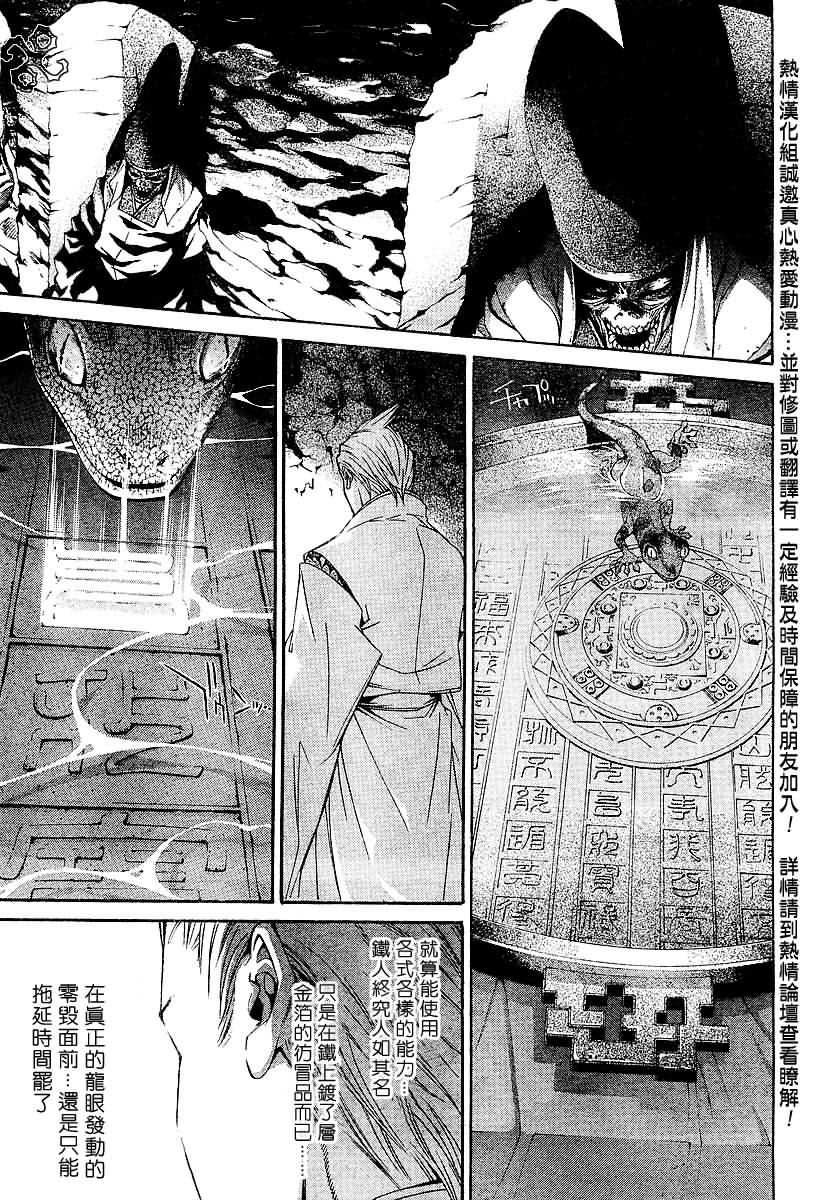 熱情漢化組誠邀真心熱愛動漫…並對修圖或翻譯有一定經驗及時間保障的朋友加入！ 詳情請到熱情論壇查看瞭解！
就算能使用
各式各樣的能力…
鐵人終究人如其名
只是在鐵上鍍了層
金箔的仿冒品而已……
在真正的龍眼發動的
零毀面前…還是只能
拖延時間罷了